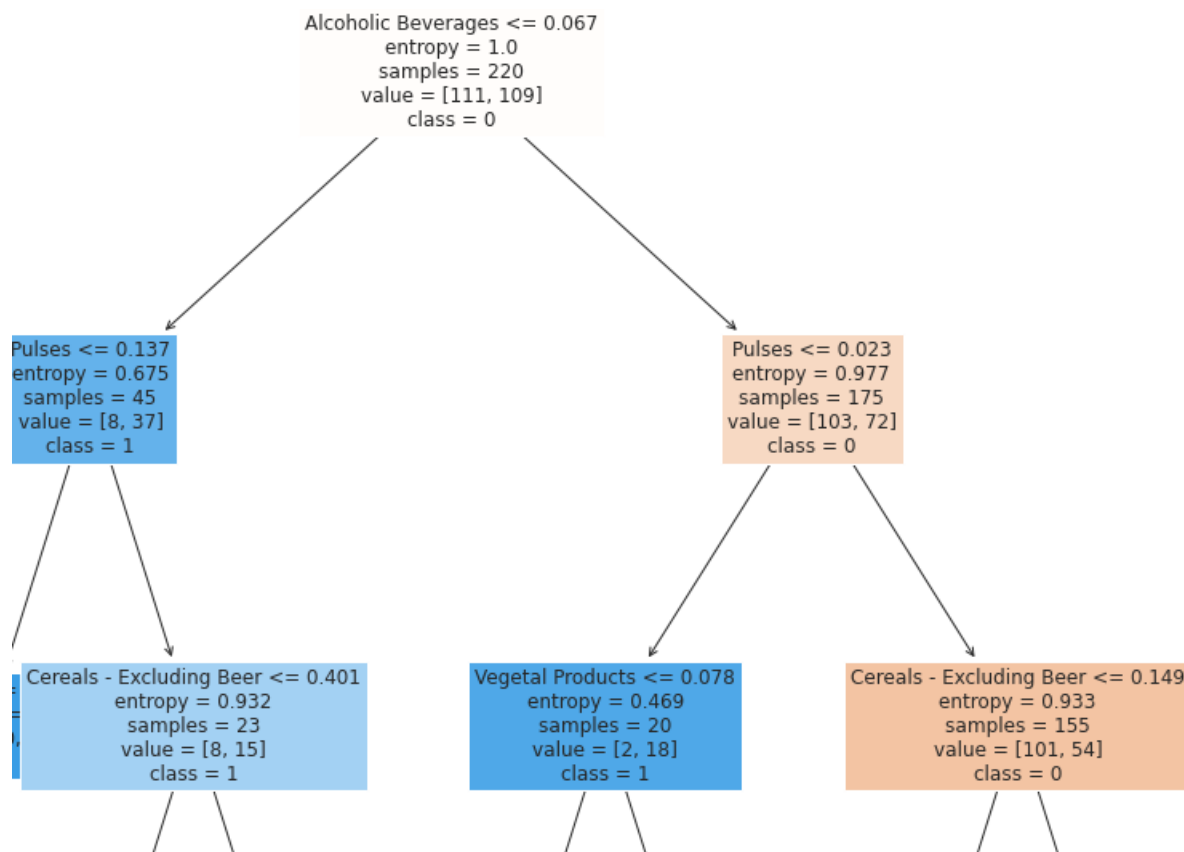 Alcoholic Beverages <= 0.067
entropy = 1.0
samples = 220
value = [111, 109]
class = 0
Pulses <= 0.137
entropy = 0.675
samples = 45
value = [8, 37]
class = 1
Pulses <= 0.023
entropy = 0.977
samples = 175
value = [103, 72]
class = 0
Cereals - Excluding Beer <= 0.401
entropy = 0.932
samples = 23
value = [8, 15]
class = 1
Vegetal Products <= 0.078
entropy = 0.469
samples = 20
value = [2, 18]
class = 1
Cereals - Excluding Beer <= 0.149
entropy = 0.933
samples = 155
value = [101, 54]
class = 0